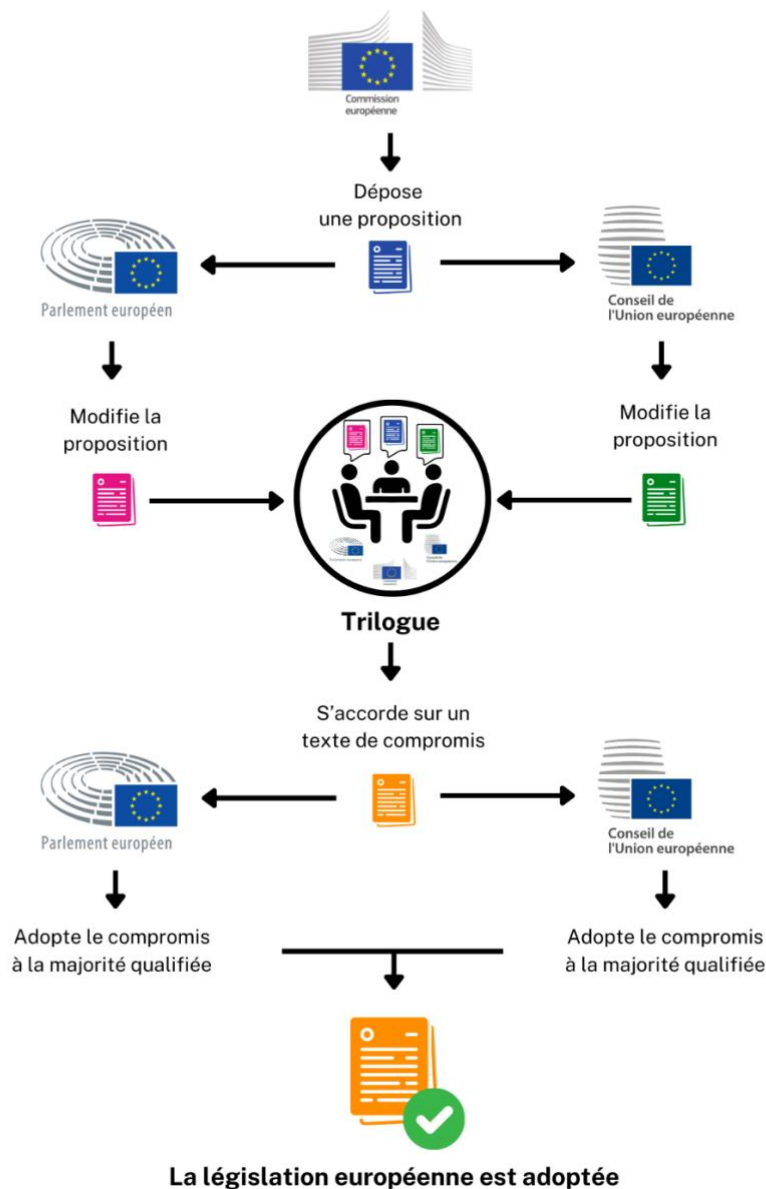 Commission
européenne
Dépose
une proposition
Parlement européen
Conseil de
l'Union européenne
Modifie la
proposition
Modifie la
proposition
Trilogue
S'accorde sur un
texte de compromis
Parlement européen
Conseil de
l'Union européenne
Adopte le compromis
à la majorité qualifiée
Adopte le compromis
à la majorité qualifiée
La législation européenne est adoptée